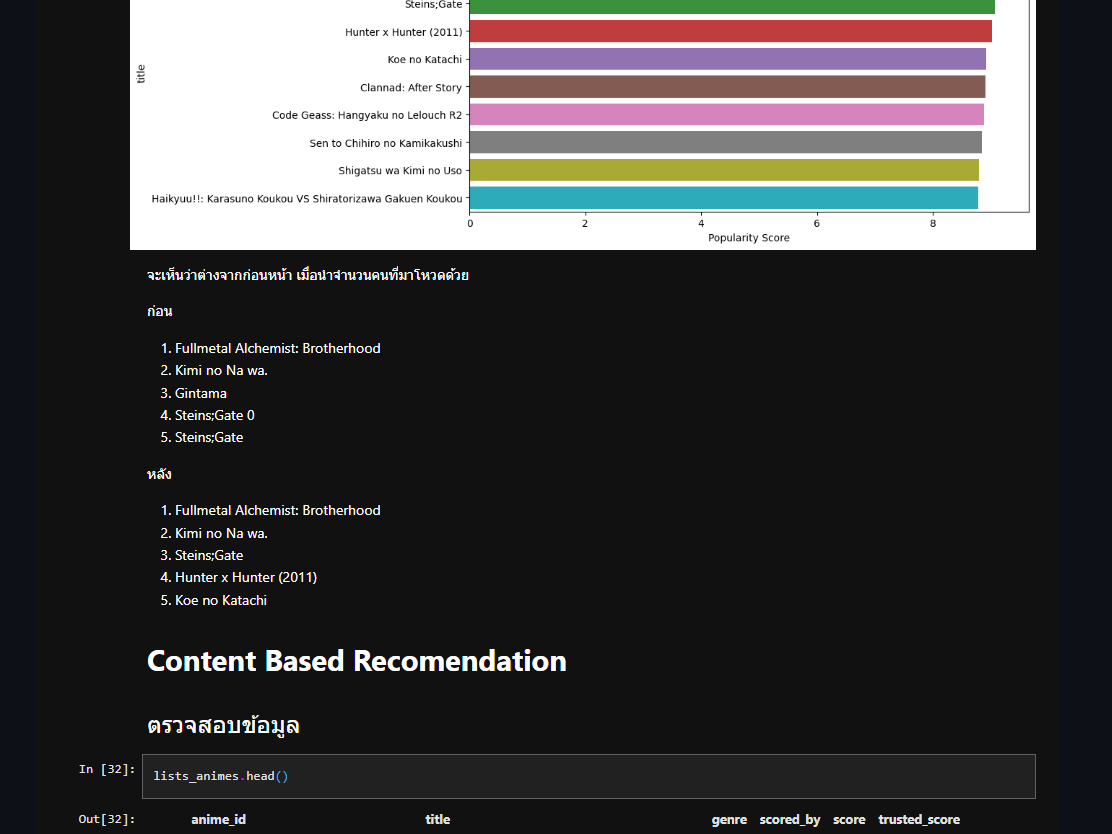 Steins;Gate
Hunter x Hunter (2011)
Koe no Katachi
title
Clannad: After Story
Code Geass: Hangyaku no Lelouch R2
Sen to Chihiro no Kamikakushi
Shigatsu wa Kimi no Uso
Haikyuu!!: Karasuno Koukou VS Shiratorizawa Gakuen Koukou
0 2 4 6 8
Popularity Score
จะเห็นว่าต่างจากก่อนหน้า เมื่อนำจำนวนคนที่มาโหวดด้วย
ก่อน
1. Fullmetal Alchemist: Brotherhood
2. Kimi no Na wa.
3. Gintama
4. Steins;Gate 0
5. Steins;Gate
หลัง
1. Fullmetal Alchemist: Brotherhood
2. Kimi no Na wa.
3. Steins;Gate
4. Hunter x Hunter (2011)
5. Koe no Katachi
Content Based Recomendation
ตรวจสอบข้อมูล
In [32]: lists_animes.head()
Out[32]: anime_id title genre scored_by score trusted_score